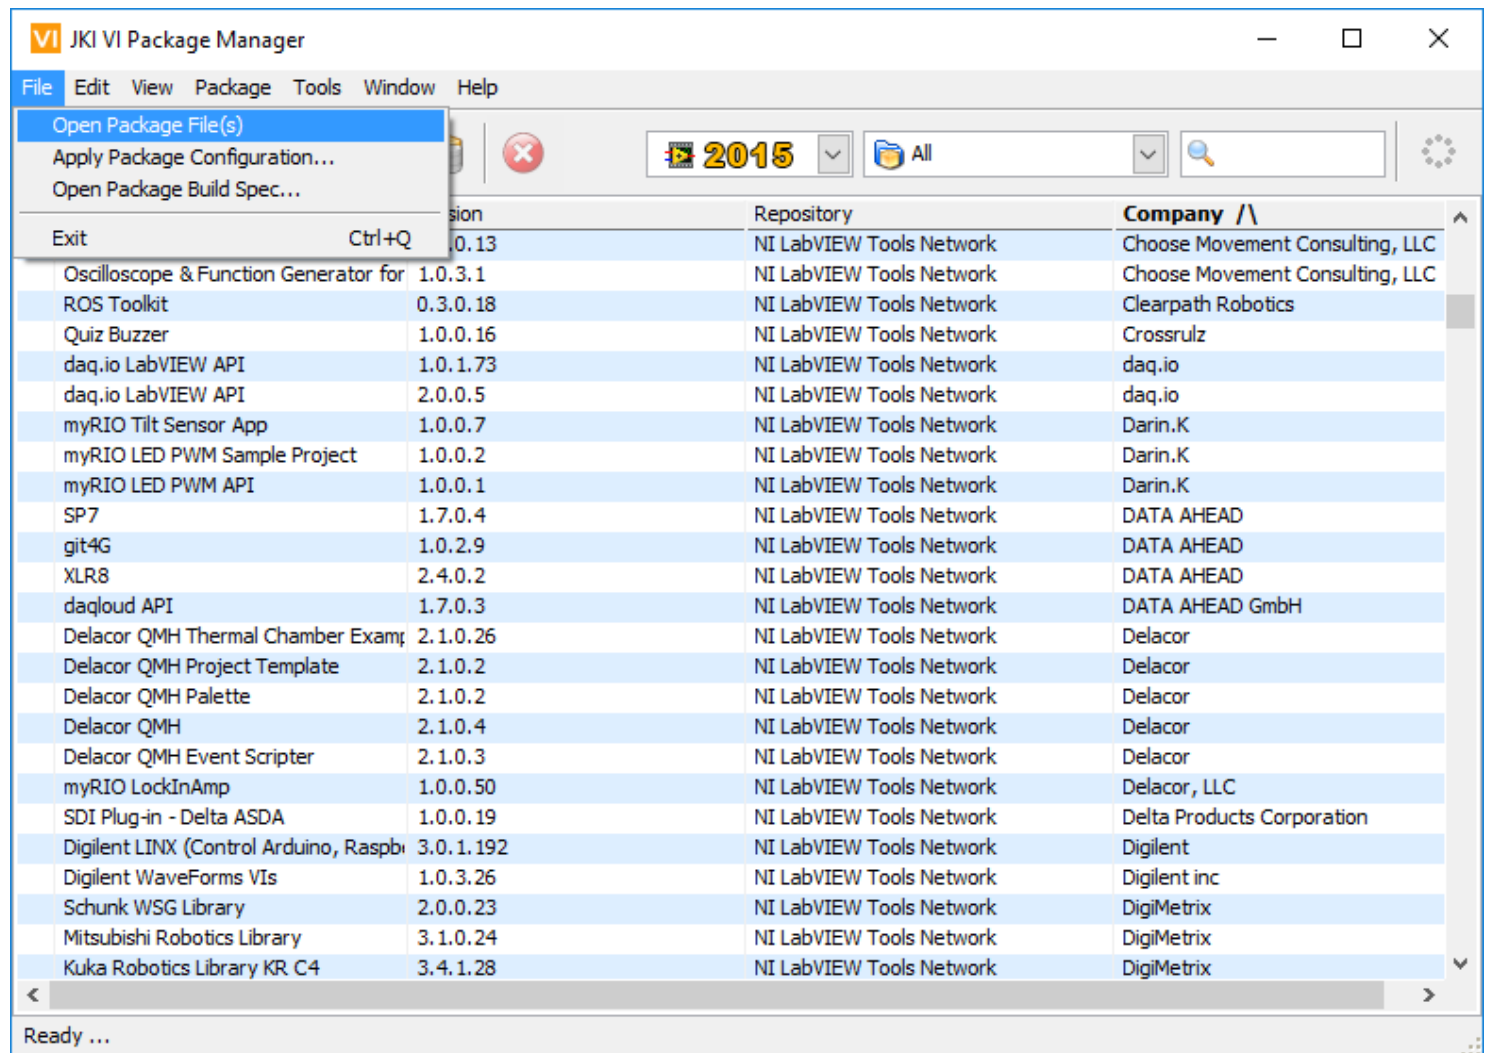 VI JKI VI Package Manager
File Edit View Package Tools Window Help
Open Package File(s)
Apply Package Configuration...
Open Package Build Spec...
Exit Ctrl+Q
2015 All
Repository Company /\
.0.13 NI LabVIEW Tools Network Choose Movement Consulting, LLC
Oscilloscope & Function Generator for 1.0.3.1 NI LabVIEW Tools Network Choose Movement Consulting, LLC
ROS Toolkit 0.3.0.18 NI LabVIEW Tools Network Clearpath Robotics
Quiz Buzzer 1.0.0.16 NI LabVIEW Tools Network Crossrulz
daq.io LabVIEW API 1.0.1.73 NI LabVIEW Tools Network daq.io
daq.io LabVIEW API 2.0.0.5 NI LabVIEW Tools Network daq.io
myRIO Tilt Sensor App 1.0.0.7 NI LabVIEW Tools Network Darin.K
myRIO LED PWM Sample Project 1.0.0.2 NI LabVIEW Tools Network Darin.K
myRIO LED PWM API 1.0.0.1 NI LabVIEW Tools Network Darin.K
SP7 1.7.0.4 NI LabVIEW Tools Network DATA AHEAD
git4G 1.0.2.9 NI LabVIEW Tools Network DATA AHEAD
XLR8 2.4.0.2 NI LabVIEW Tools Network DATA AHEAD
daqloud API 1.7.0.3 NI LabVIEW Tools Network DATA AHEAD GmbH
Delacor QMH Thermal Chamber Examp 2.1.0.26 NI LabVIEW Tools Network Delacor
Delacor QMH Project Template 2.1.0.2 NI LabVIEW Tools Network Delacor
Delacor QMH Palette 2.1.0.2 NI LabVIEW Tools Network Delacor
Delacor QMH 2.1.0.4 NI LabVIEW Tools Network Delacor
Delacor QMH Event Scripter 2.1.0.3 NI LabVIEW Tools Network Delacor
myRIO LockInAmp 1.0.0.50 NI LabVIEW Tools Network Delacor, LLC
SDI Plug-in - Delta ASDA 1.0.0.19 NI LabVIEW Tools Network Delta Products Corporation
Digilent LINX (Control Arduino, Raspb 3.0.1.192 NI LabVIEW Tools Network Digilent
Digilent WaveForms VIs 1.0.3.26 NI LabVIEW Tools Network Digilent inc
Schunk WSG Library 2.0.0.23 NI LabVIEW Tools Network DigiMetrix
Mitsubishi Robotics Library 3.1.0.24 NI LabVIEW Tools Network DigiMetrix
Kuka Robotics Library KR C4 3.4.1.28 NI LabVIEW Tools Network DigiMetrix
Ready ...